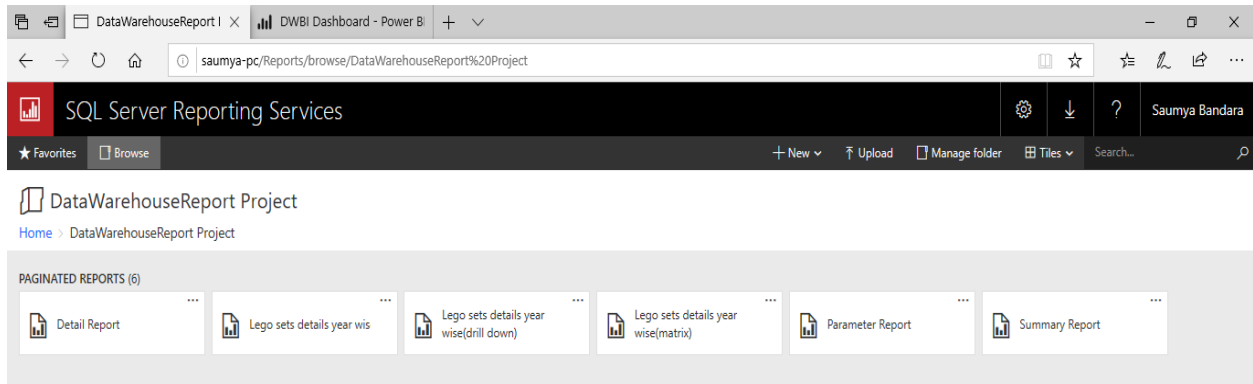 DataWarehouseReport I
DWBI Dashboard - Power BI
saumya-pc/Reports/browse/DataWarehouseReport%20Project
SQL Server Reporting Services
?
Saumya Bandara
Favorites
Browse
New
Upload
Manage folder
Tiles
Search...
DataWarehouseReport Project
Home > DataWarehouseReport Project
PAGINATED REPORTS (6)
Detail Report
Lego sets details year wis
Lego sets details year
wise(drill down)
Lego sets details year
wise(matrix)
Parameter Report
Summary Report